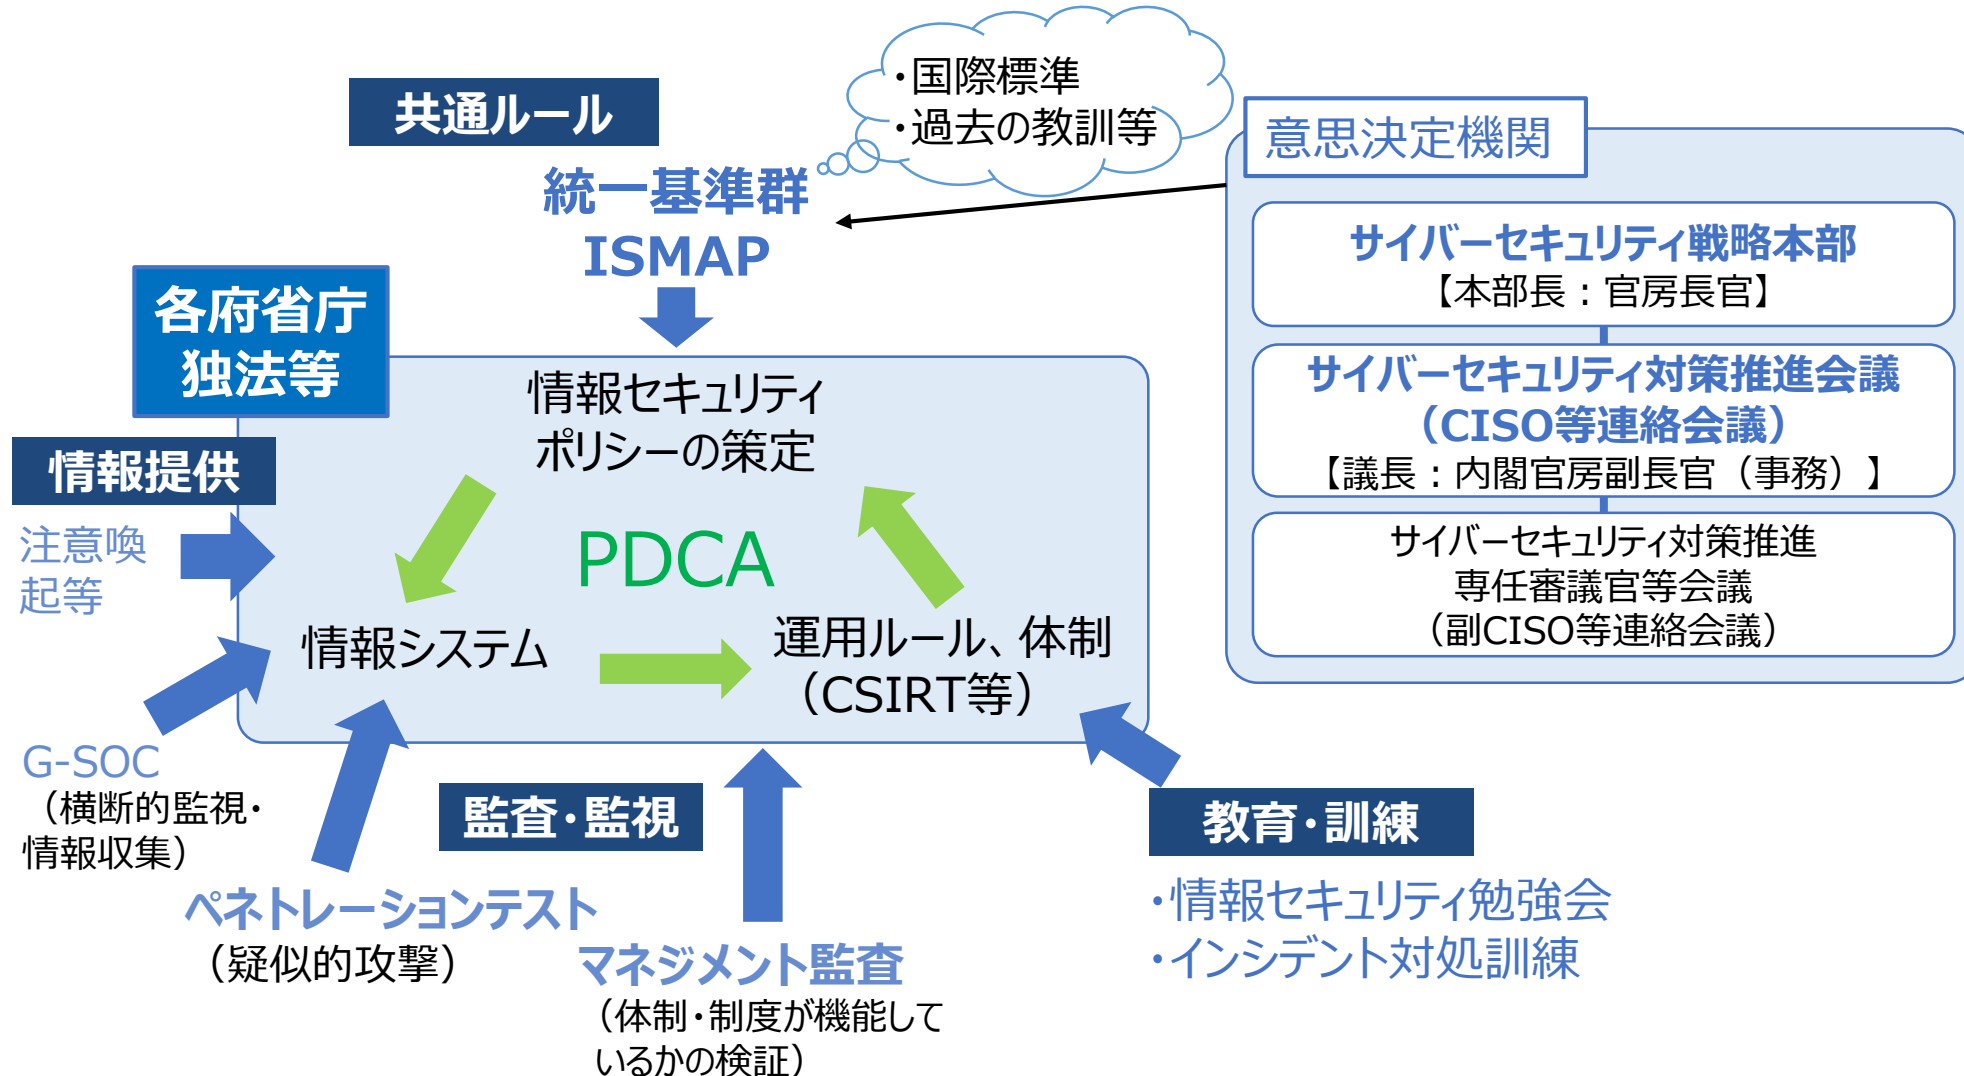 ・国際標準
・過去の教訓等
共通ルール
統一基準群
ISMAP
意思決定機関
サイバーセキュリティ戦略本部
【本部長：官房長官】
サイバーセキュリティ対策推進会議
（CISO等連絡会議）
【議長：内閣官房副長官（事務）】
サイバーセキュリティ対策推進
専任審議官等会議
（副CISO等連絡会議）
各府省庁
独法等
情報セキュリティ
ポリシーの策定
PDCA
情報システム
運用ルール、体制
（CSIRT等）
情報提供
注意喚
起等
G-SOC
（横断的監視・
情報収集）
監査・監視
ペネトレーションテスト
（疑似的攻撃）
マネジメント監査
（体制・制度が機能して
いるかの検証）
教育・訓練
・情報セキュリティ勉強会
・インシデント対処訓練